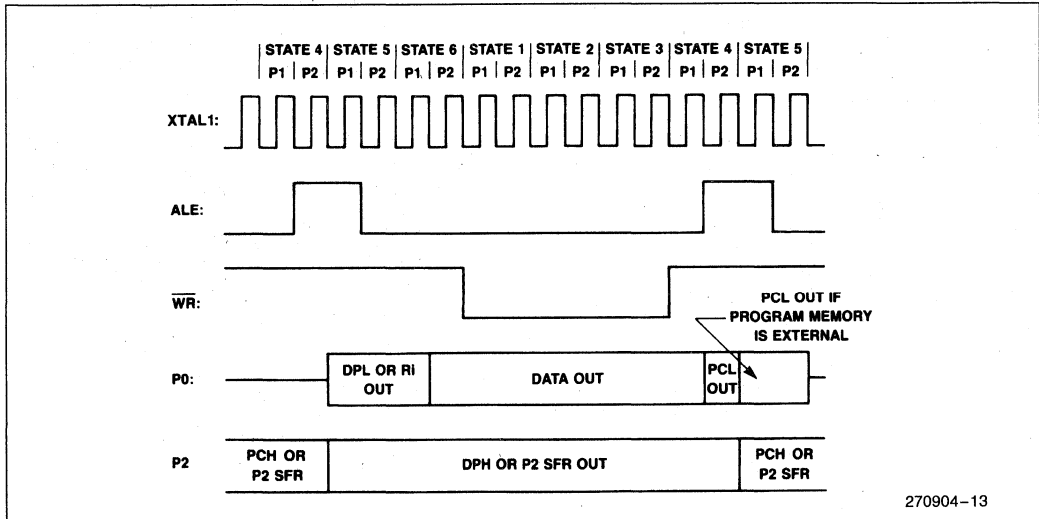 STATE 4 | STATE 5 | STATE 6 | STATE 1 | STATE 2 | STATE 3 | STATE 4 | STATE 5
P1 | P2 | P1 | P2 | P1 | P2 | P1 | P2 | P1 | P2 | P1 | P2 | P1 | P2 | P1 | P2
XTAL1:
ALE:
WR:
PCL OUT IF
PROGRAM MEMORY
IS EXTERNAL
P0:
DPL OR Ri
OUT
DATA OUT
PCL
OUT
P2
PCH OR
P2 SFR
DPH OR P2 SFR OUT
PCH OR
P2 SFR
270904-13